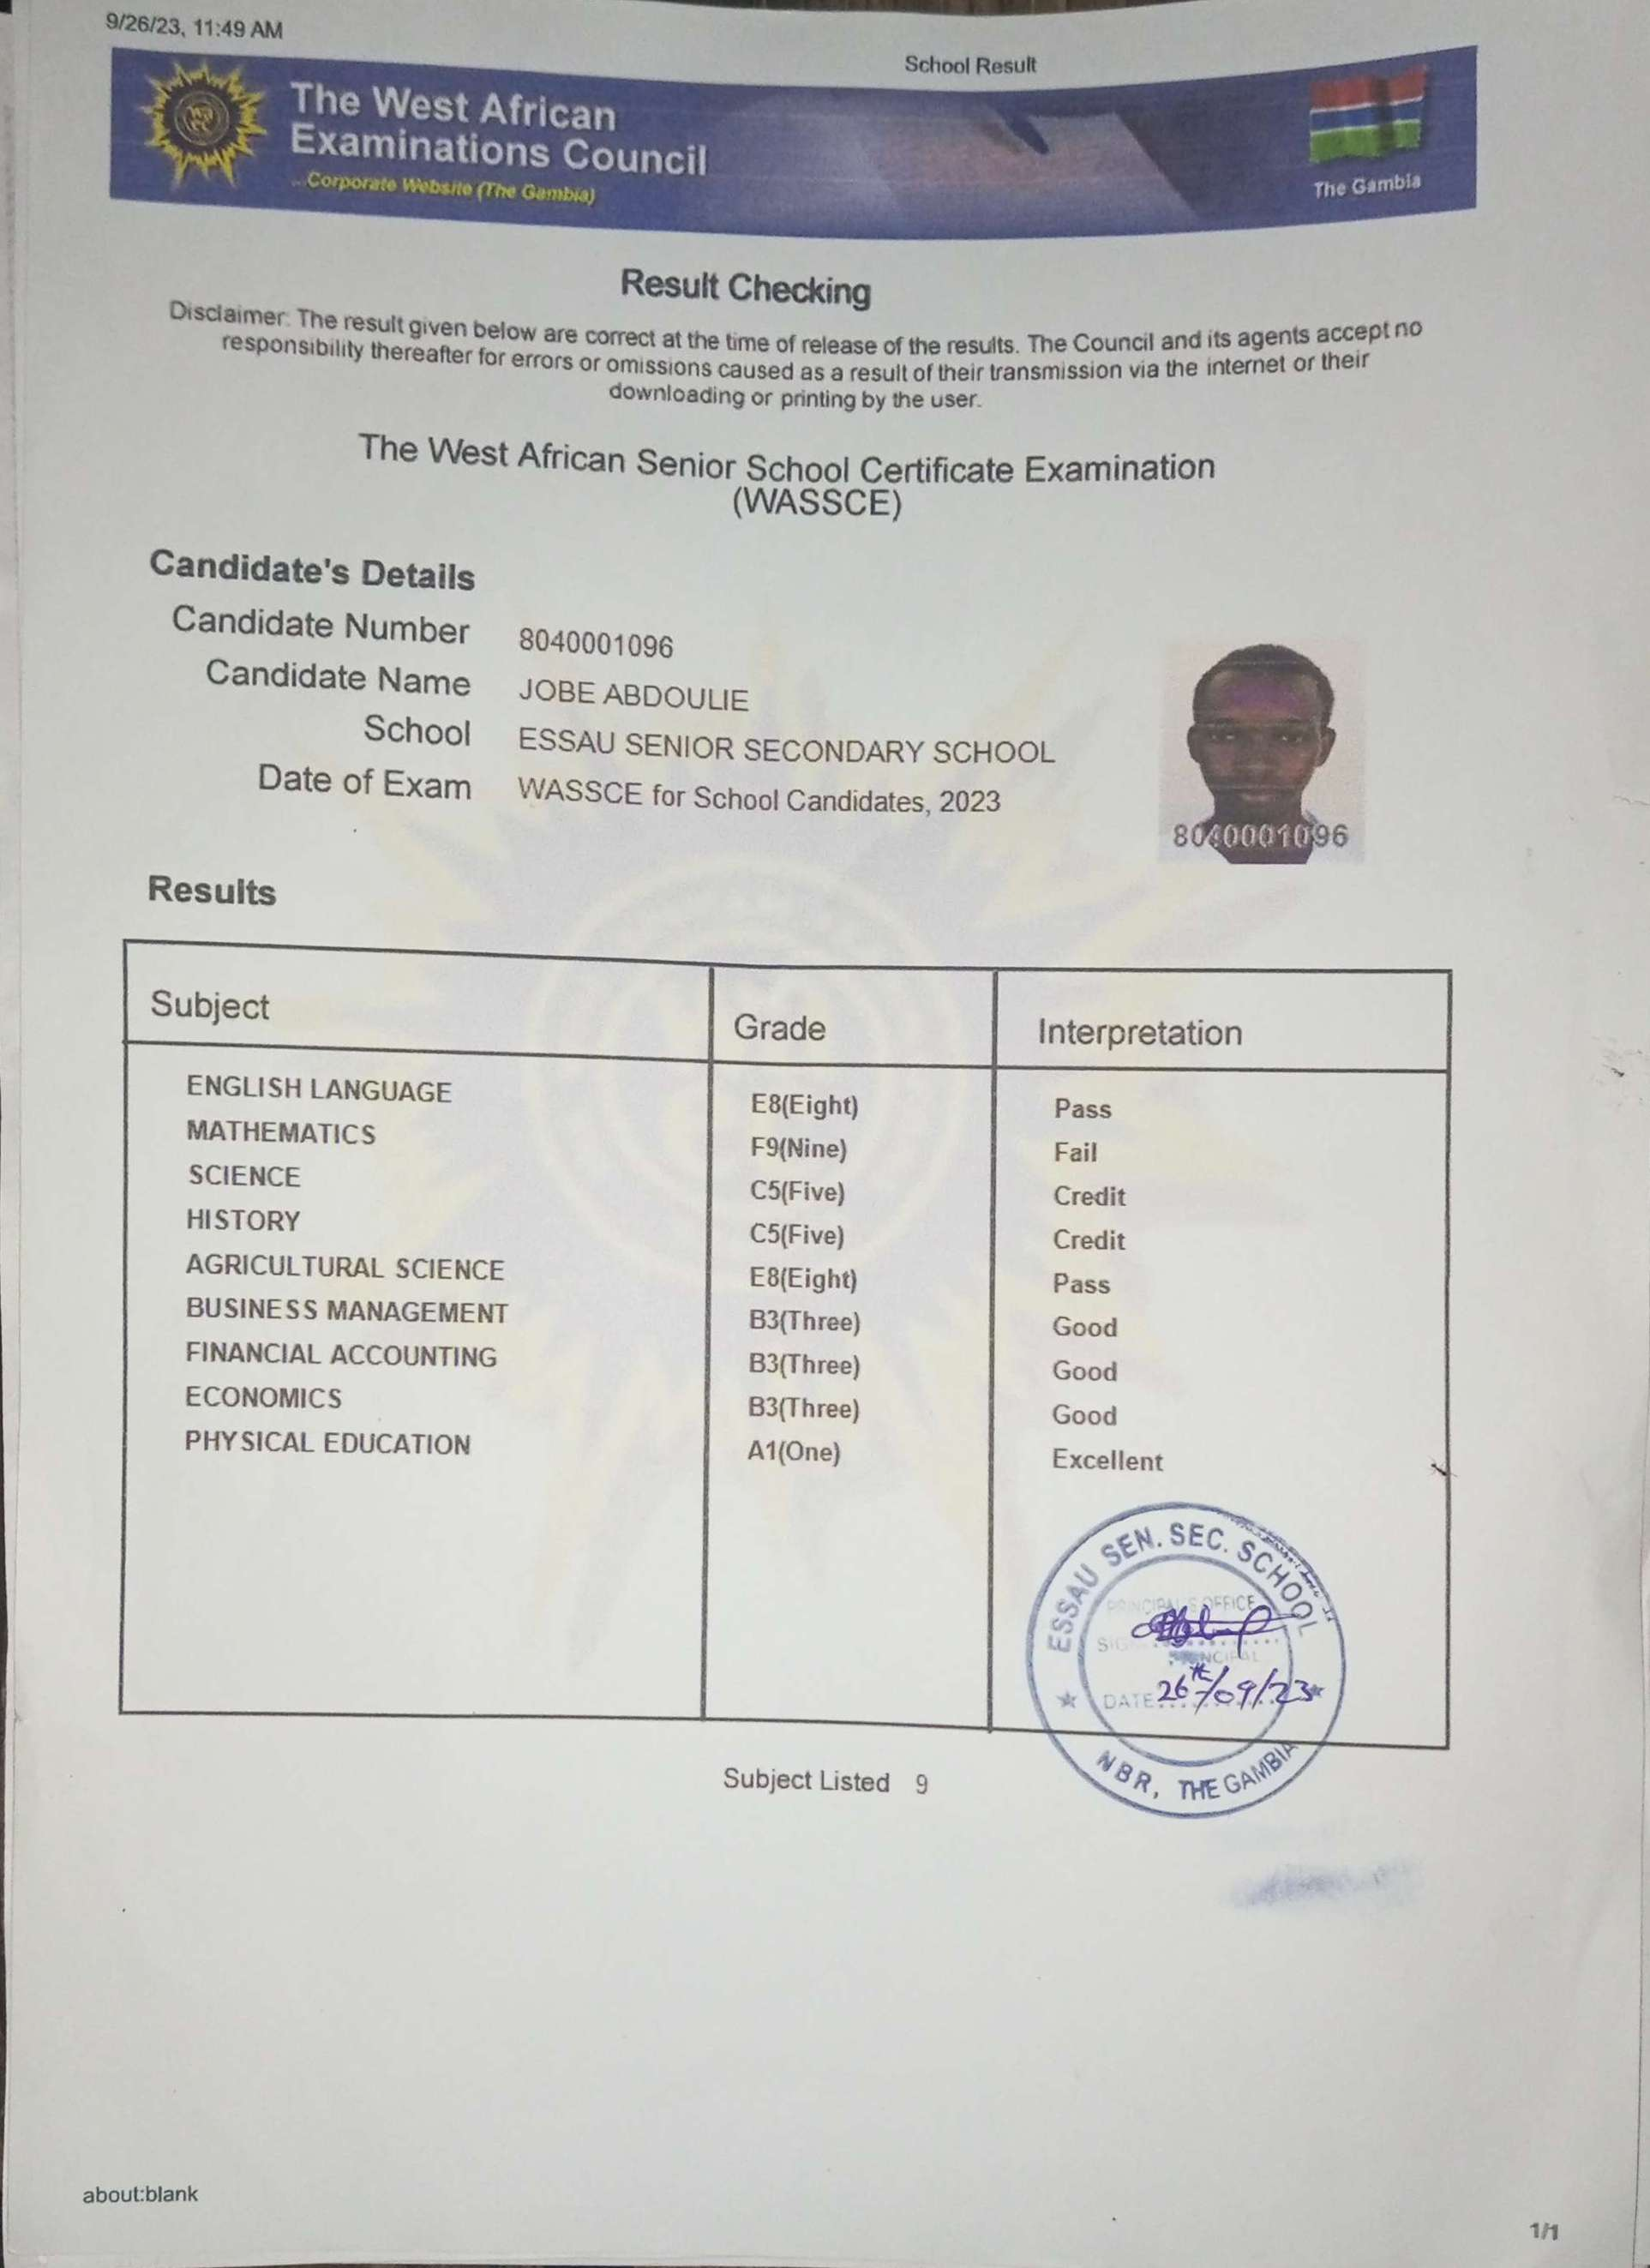 9/26/23, 11:49 AM
School Result
The West African
Examinations Council
...Corporate Website (The Gambia)
The Gambia
Result Checking
Disclaimer: The result given below are correct at the time of release of the results. The Council and its agents accept no
responsibility thereafter for errors or omissions caused as a result of their transmission via the internet or their
downloading or printing by the user.
The West African Senior School Certificate Examination
(WASSCE)
Candidate's Details
Candidate Number 8040001096
Candidate Name JOBE ABDOULIE
School ESSAU SENIOR SECONDARY SCHOOL
Date of Exam WASSCE for School Candidates, 2023
8040001096
Results
Subject Grade Interpretation
ENGLISH LANGUAGE E8(Eight) Pass
MATHEMATICS F9(Nine) Fail
SCIENCE C5(Five) Credit
HISTORY C5(Five) Credit
AGRICULTURAL SCIENCE E8(Eight) Pass
BUSINESS MANAGEMENT B3(Three) Good
FINANCIAL ACCOUNTING B3(Three) Good
ECONOMICS B3(Three) Good
PHYSICAL EDUCATION A1(One) Excellent
ESSAU SEN. SEC. SCHOOL
PRINCIPAL'S OFFICE
PRINCIPAL
DATE 26th/09/23
NBR, THE GAMBIA
Subject Listed 9
about:blank
1/1